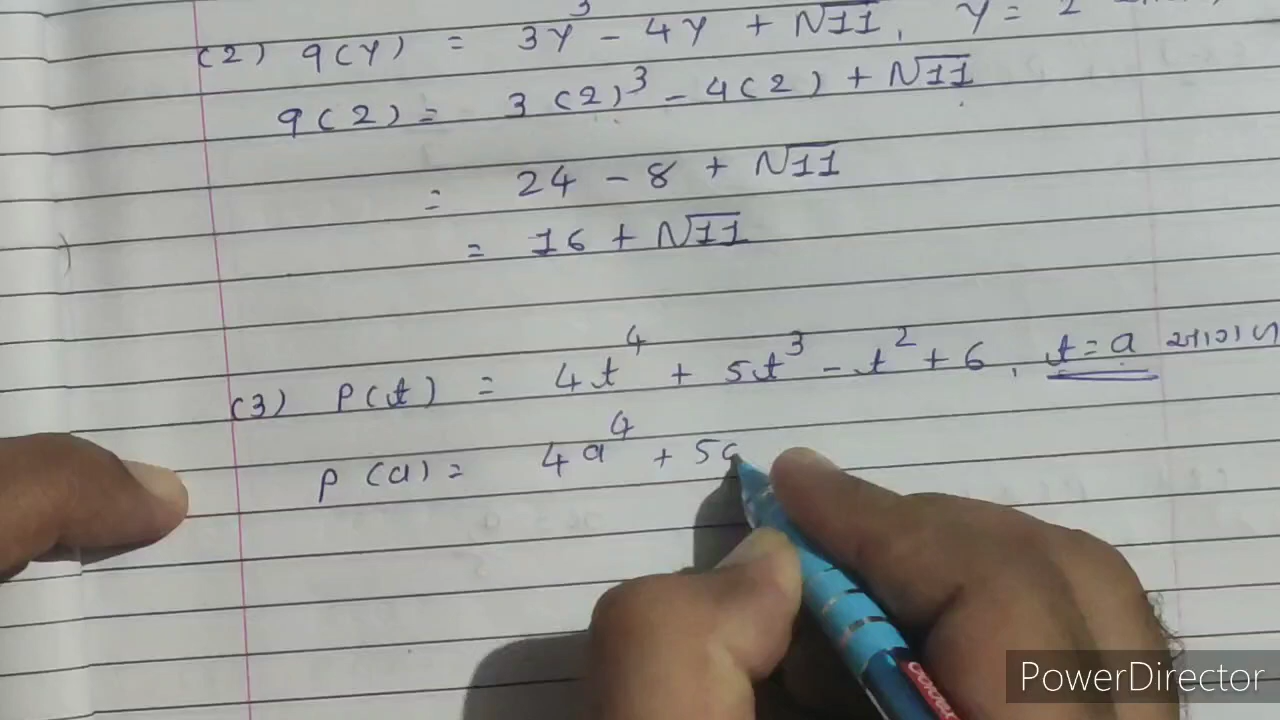 (2) q(y) = 3y³ - 4y + √11, y = 2
q(2) = 3(2)³ - 4(2) + √11
= 24 - 8 + √11
= 16 + √11
(3) p(t) = 4t⁴ + 5t³ - t² + 6, t = a
p(a) = 4a⁴ + 5a
PowerDirector